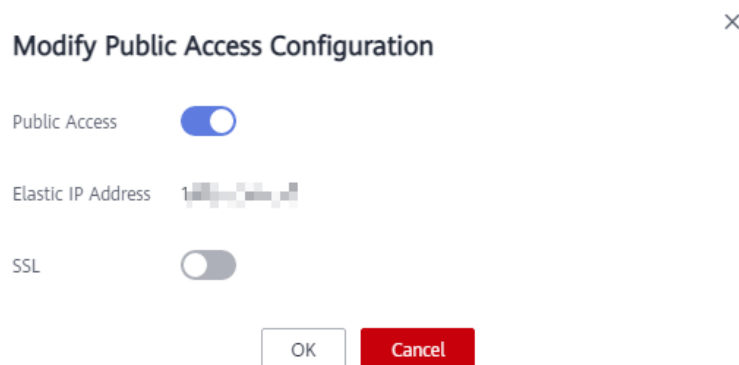 Modify Public Access Configuration
Public Access
Elastic IP Address
SSL
OK Cancel